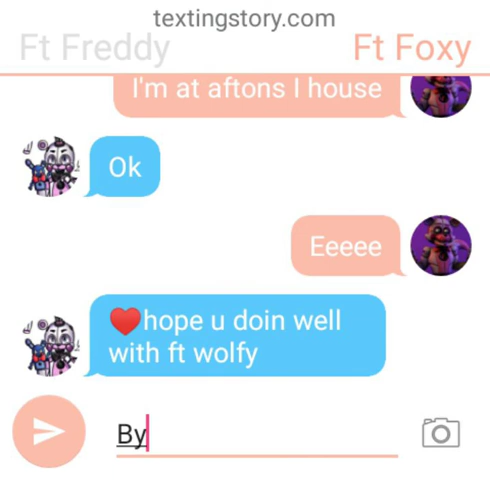 textingstory.com
Ft Freddy
Ft Foxy
I'm at aftons I house
Ok
Eeeee
❤️hope u doin well
with ft wolfy
By